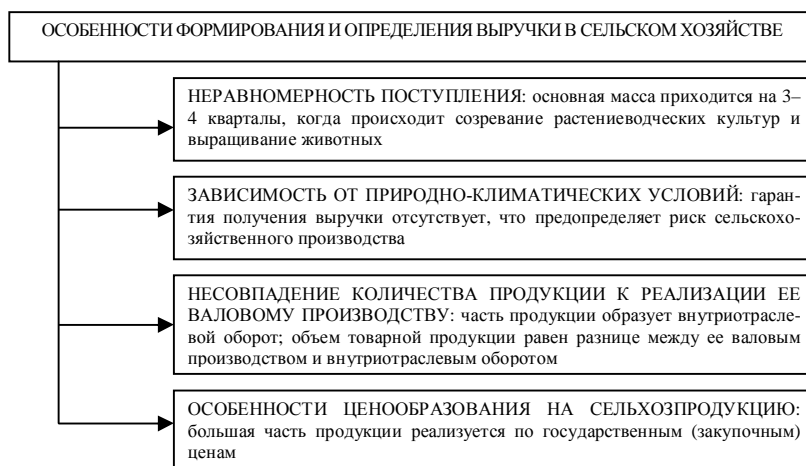 ОСОБЕННОСТИ ФОРМИРОВАНИЯ И ОПРЕДЕЛЕНИЯ ВЫРУЧКИ В СЕЛЬСКОМ ХОЗЯЙСТВЕ
НЕРАВНОМЕРНОСТЬ ПОСТУПЛЕНИЯ: основная масса приходится на 3–
4 кварталы, когда происходит созревание растениеводческих культур и
выращивание животных
ЗАВИСИМОСТЬ ОТ ПРИРОДНО-КЛИМАТИЧЕСКИХ УСЛОВИЙ: гаран-
тия получения выручки отсутствует, что предопределяет риск сельскохо-
зяйственного производства
НЕСОВПАДЕНИЕ КОЛИЧЕСТВА ПРОДУКЦИИ К РЕАЛИЗАЦИИ ЕЕ
ВАЛОВОМУ ПРОИЗВОДСТВУ: часть продукции образует внутриотрасле-
вой оборот; объем товарной продукции равен разнице между ее валовым
производством и внутриотраслевым оборотом
ОСОБЕННОСТИ ЦЕНООБРАЗОВАНИЯ НА СЕЛЬХОЗПРОДУКЦИЮ:
большая часть продукции реализуется по государственным (закупочным)
ценам